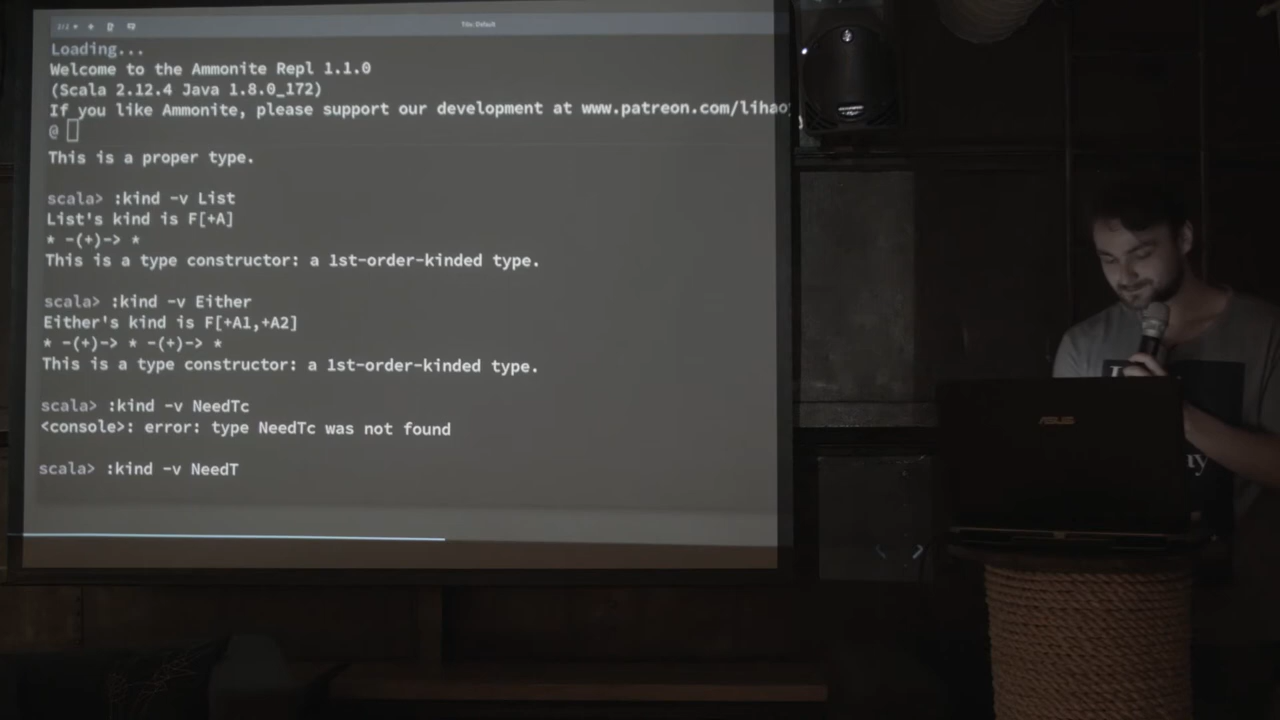 Tilix: Default
Loading...
Welcome to the Ammonite Repl 1.1.0
(Scala 2.12.4 Java 1.8.0_172)
If you like Ammonite, please support our development at www.patreon.com/lihaoy
@
This is a proper type.
scala> :kind -v List
List's kind is F[+A]
* -(+)-> *
This is a type constructor: a 1st-order-kinded type.
scala> :kind -v Either
Either's kind is F[+A1,+A2]
* -(+)-> * -(+)-> *
This is a type constructor: a 1st-order-kinded type.
scala> :kind -v NeedTc
<console>: error: type NeedTc was not found
scala> :kind -v NeedT
ASUS